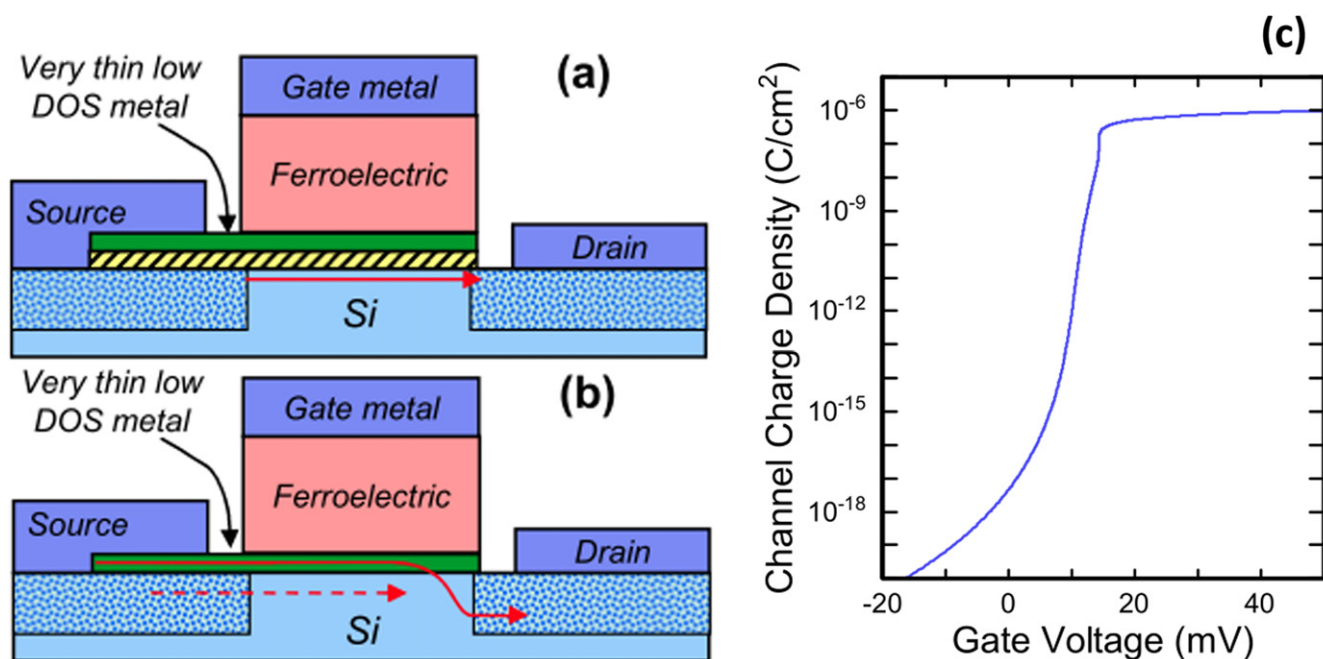 Very thin low
DOS metal
(a)
Gate metal
Ferroelectric
Source
Drain
Si
Very thin low
DOS metal
(b)
Gate metal
Ferroelectric
Source
Drain
Si
(c)
Channel Charge Density (C/cm²)
10⁻⁶
10⁻⁹
10⁻¹²
10⁻¹⁵
10⁻¹⁸
-20 0 20 40
Gate Voltage (mV)